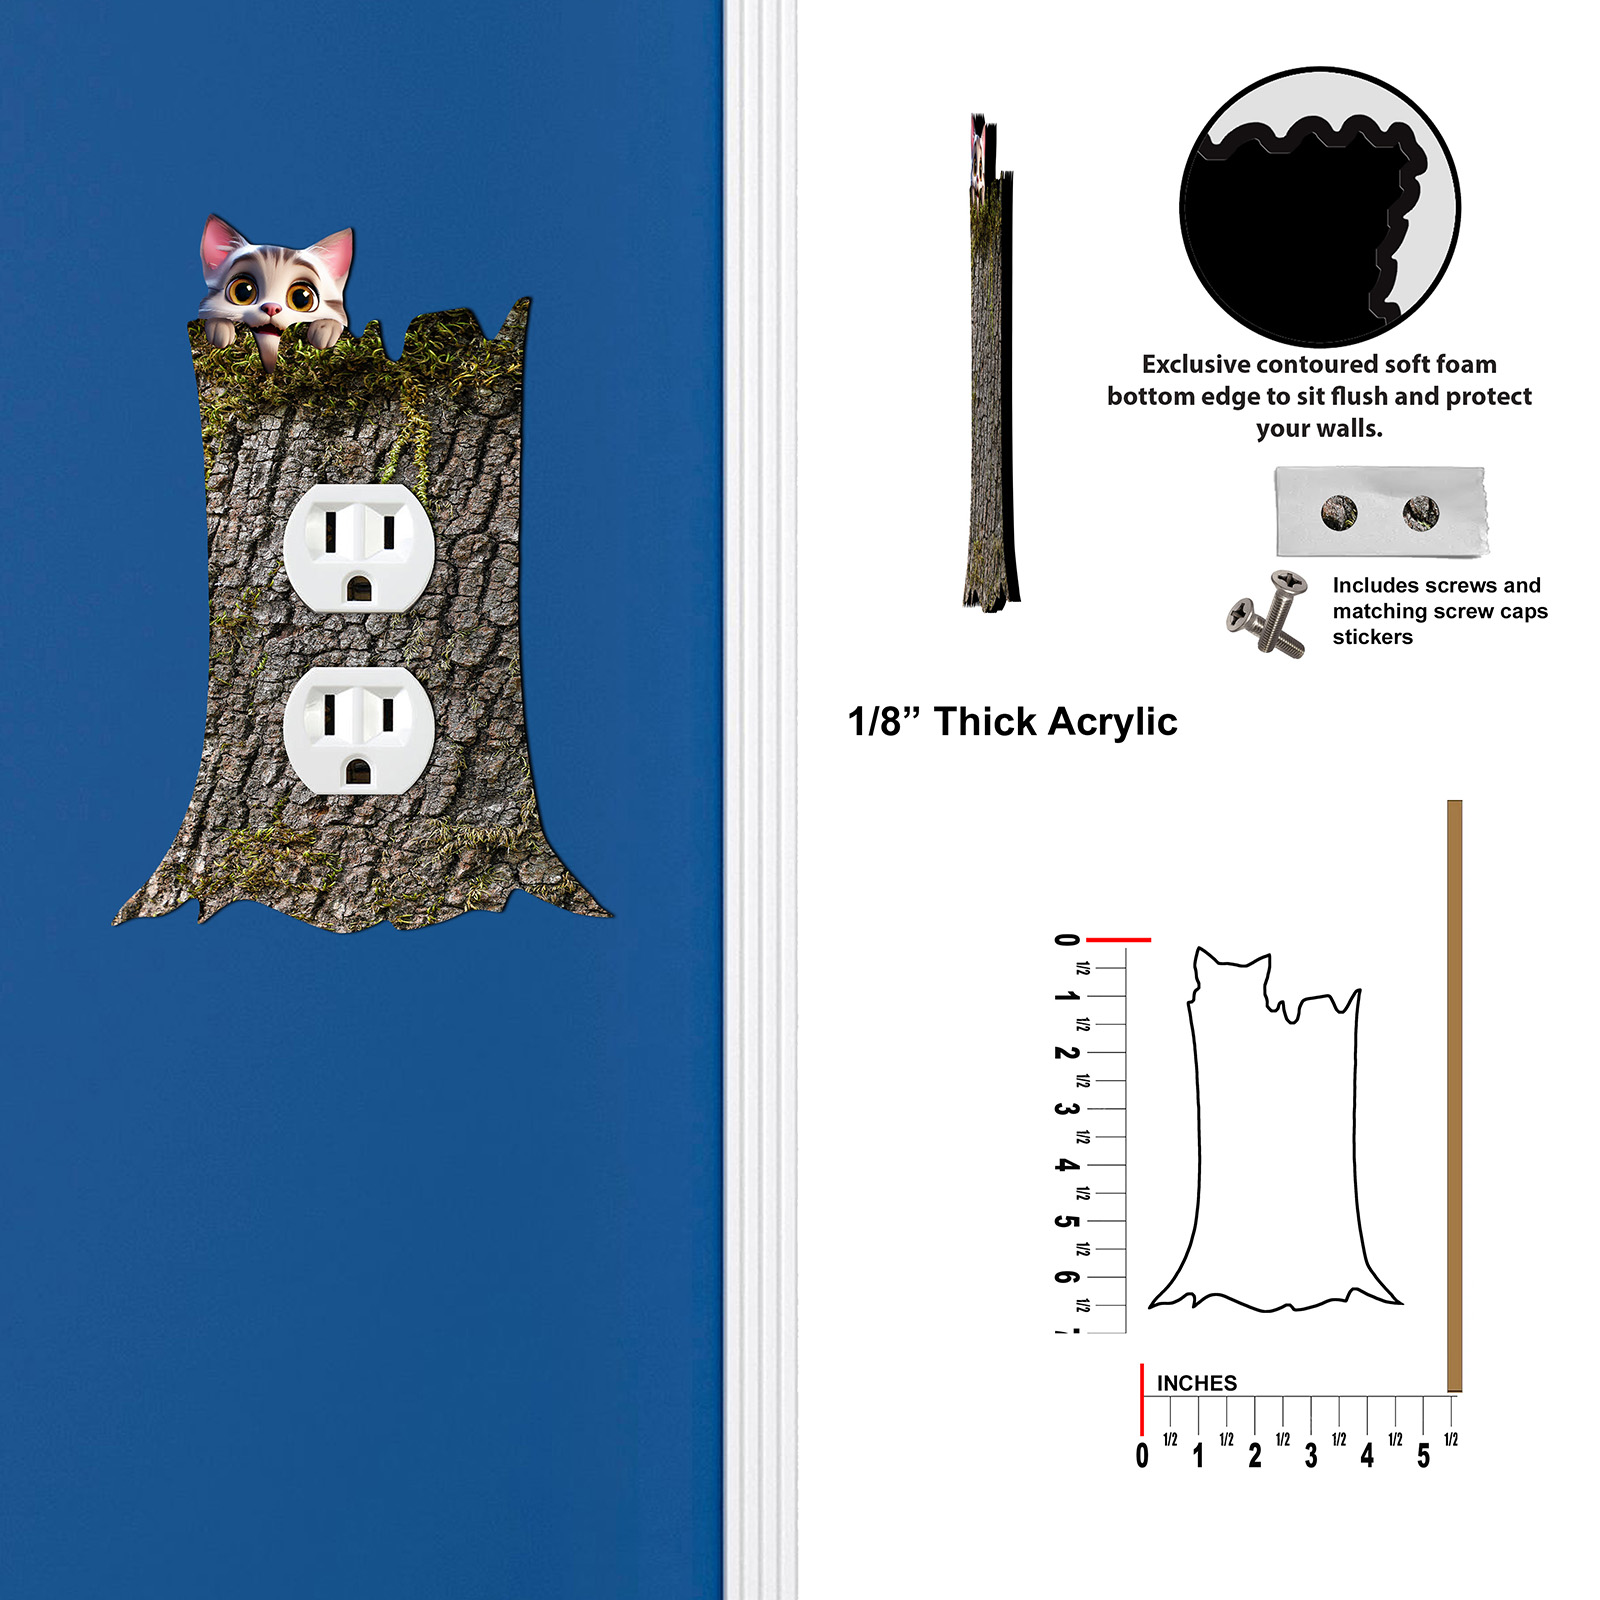 Exclusive contoured soft foam
bottom edge to sit flush and protect
your walls.
Includes screws and
matching screw caps
stickers
1/8” Thick Acrylic
0
1/2
1
1/2
2
1/2
3
1/2
4
1/2
5
1/2
6
1/2
INCHES
0 1/2 1 1/2 2 1/2 3 1/2 4 1/2 5 1/2